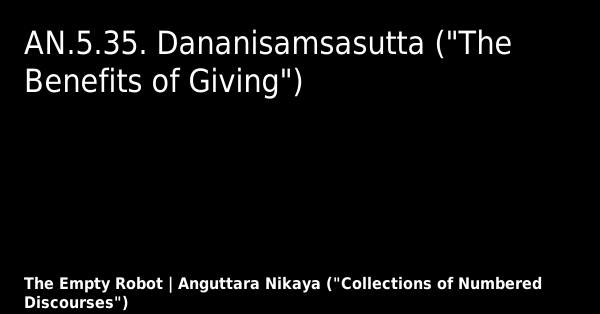 AN.5.35. Dananisamsasutta ("The
Benefits of Giving")
The Empty Robot | Anguttara Nikaya ("Collections of Numbered
Discourses")